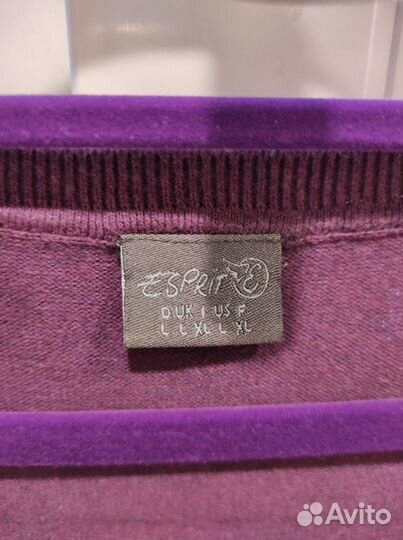 ESPRIT E
D UK I US F
L L XL L XL
Avito